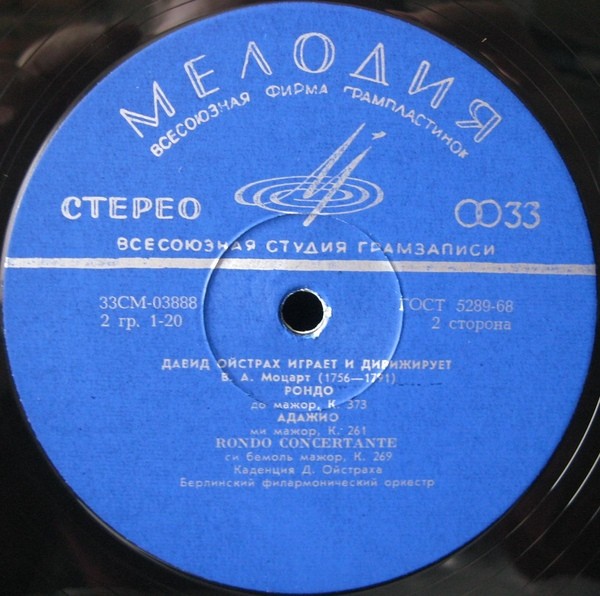 МЕЛОДИЯ
ВСЕСОЮЗНАЯ ФИРМА ГРАМПЛАСТИНОК
СТЕРЕО 33
ВСЕСОЮЗНАЯ СТУДИЯ ГРАМЗАПИСИ
33СМ-03888 ГОСТ 5289-68
2 гр. 1-20 2 сторона
ДАВИД ОЙСТРАХ ИГРАЕТ И ДИРИЖИРУЕТ
В. А. Моцарт (1756—1791)
РОНДО
до мажор, К. 373
АДАЖИО
ми мажор, К. 261
RONDO CONCERTANTE
си бемоль мажор, К. 269
Каденция Д. Ойстраха
Берлинский филармонический оркестр